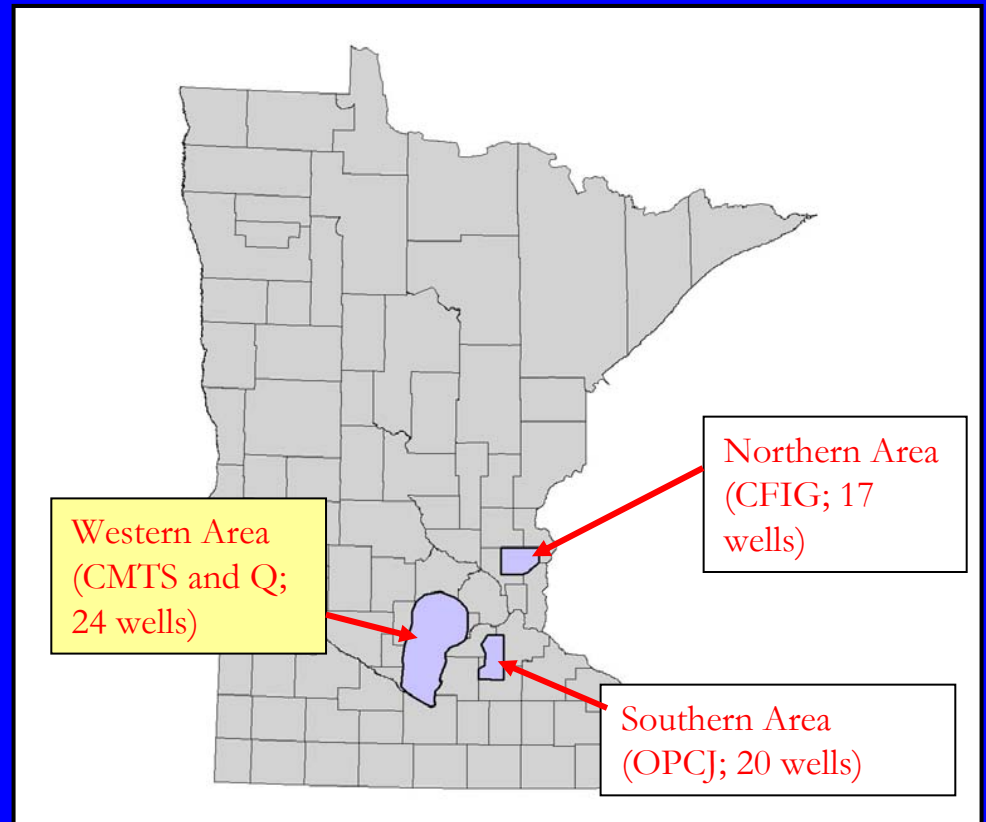 Northern Area
(CFIG; 17
wells)
Western Area
(CMTS and Q;
24 wells)
Southern Area
(OPCJ; 20 wells)